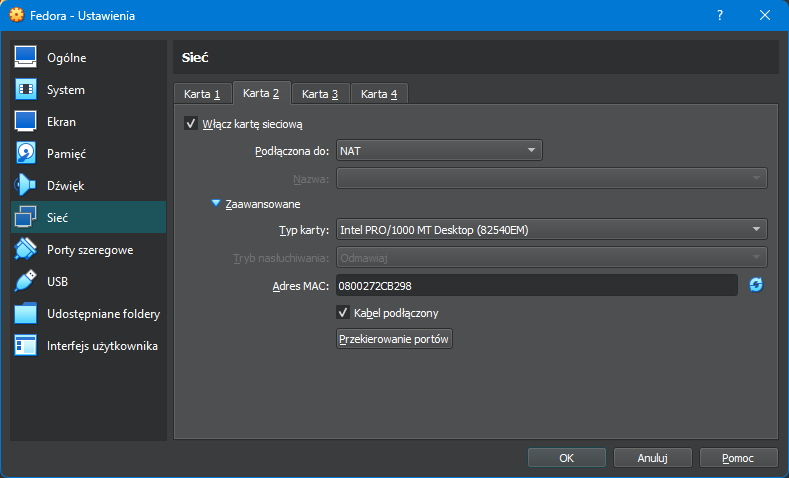 Fedora - Ustawienia
?
Ogólne
System
Ekran
Pamięć
Dźwięk
Sieć
Porty szeregowe
USB
Udostępniane foldery
Interfejs użytkownika
Sieć
Karta 1 Karta 2 Karta 3 Karta 4
Włącz kartę sieciową
Podłączona do: NAT
Nazwa:
Zaawansowane
Typ karty: Intel PRO/1000 MT Desktop (82540EM)
Tryb nasłuchiwania: Odmawiaj
Adres MAC: 0800272CB298
Kabel podłączony
Przekierowanie portów
OK Anuluj Pomoc